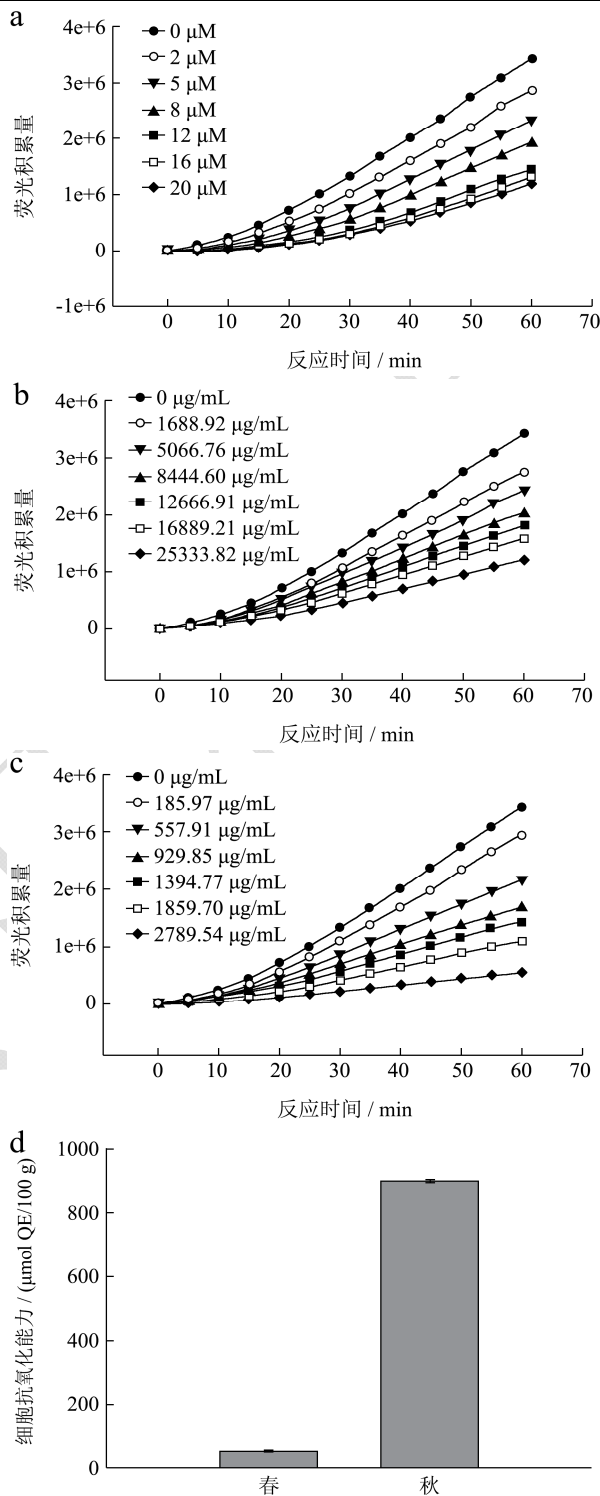 a
4e+6
3e+6
2e+6
1e+6
0
-1e+6
荧光积累量
0 μM
2 μM
5 μM
8 μM
12 μM
16 μM
20 μM
0 10 20 30 40 50 60 70
反应时间 / min
b
4e+6
3e+6
2e+6
1e+6
0
荧光积累量
0 μg/mL
1688.92 μg/mL
5066.76 μg/mL
8444.60 μg/mL
12666.91 μg/mL
16889.21 μg/mL
25333.82 μg/mL
0 10 20 30 40 50 60 70
反应时间 / min
c
4e+6
3e+6
2e+6
1e+6
0
荧光积累量
0 μg/mL
185.97 μg/mL
557.91 μg/mL
929.85 μg/mL
1394.77 μg/mL
1859.70 μg/mL
2789.54 μg/mL
0 10 20 30 40 50 60 70
反应时间 / min
d
1000
800
600
400
200
0
细胞抗氧化能力 / (μmol QE/100 g)
春 秋